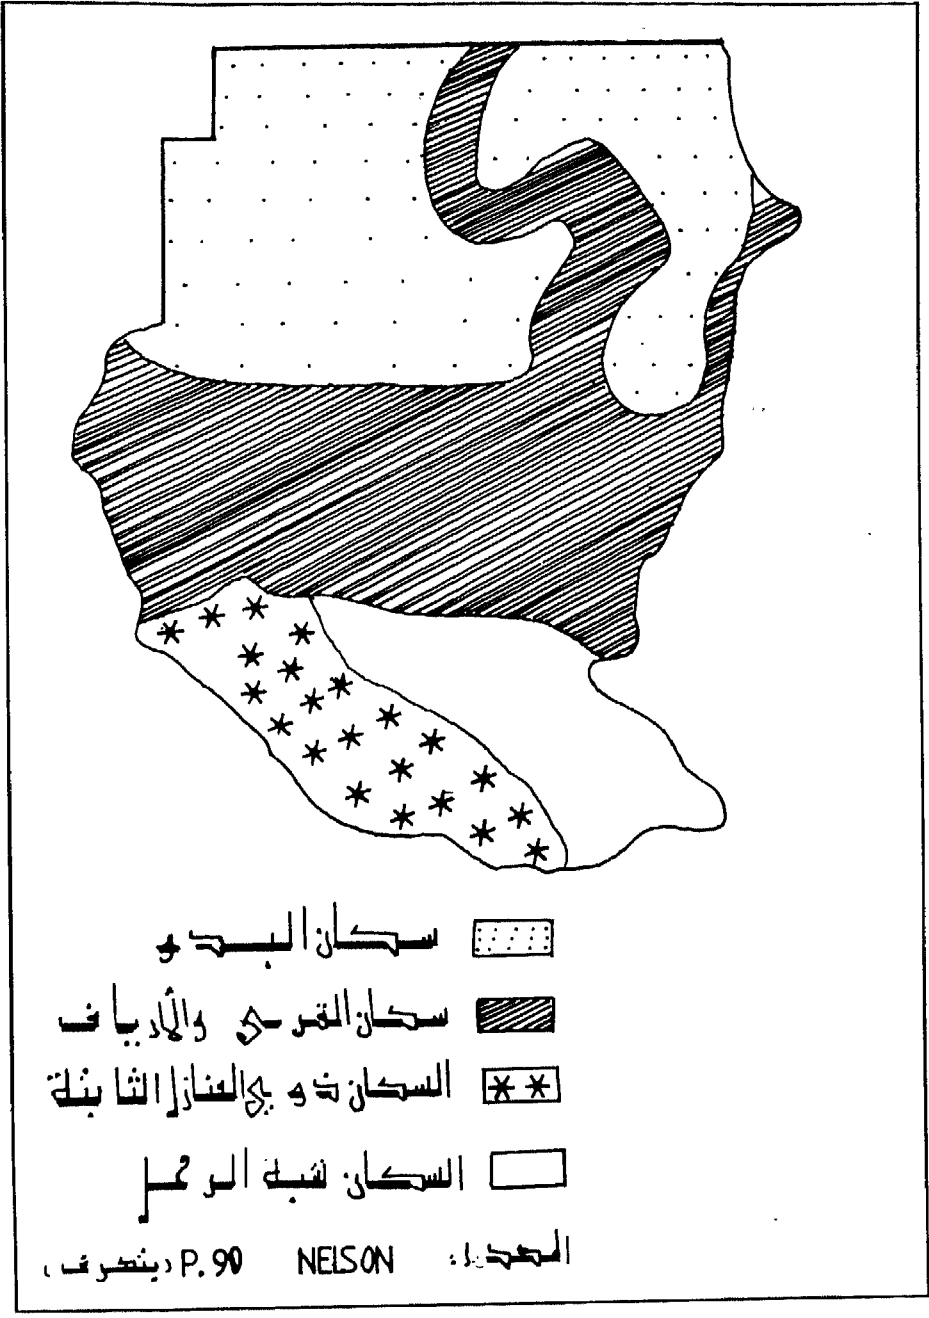 سكان البدو
سكان القرى والأرياف
السكان ذوي المنازل الثابتة
السكان شبه الرحل
المصدر: NELSON P.90 (بتصرف)